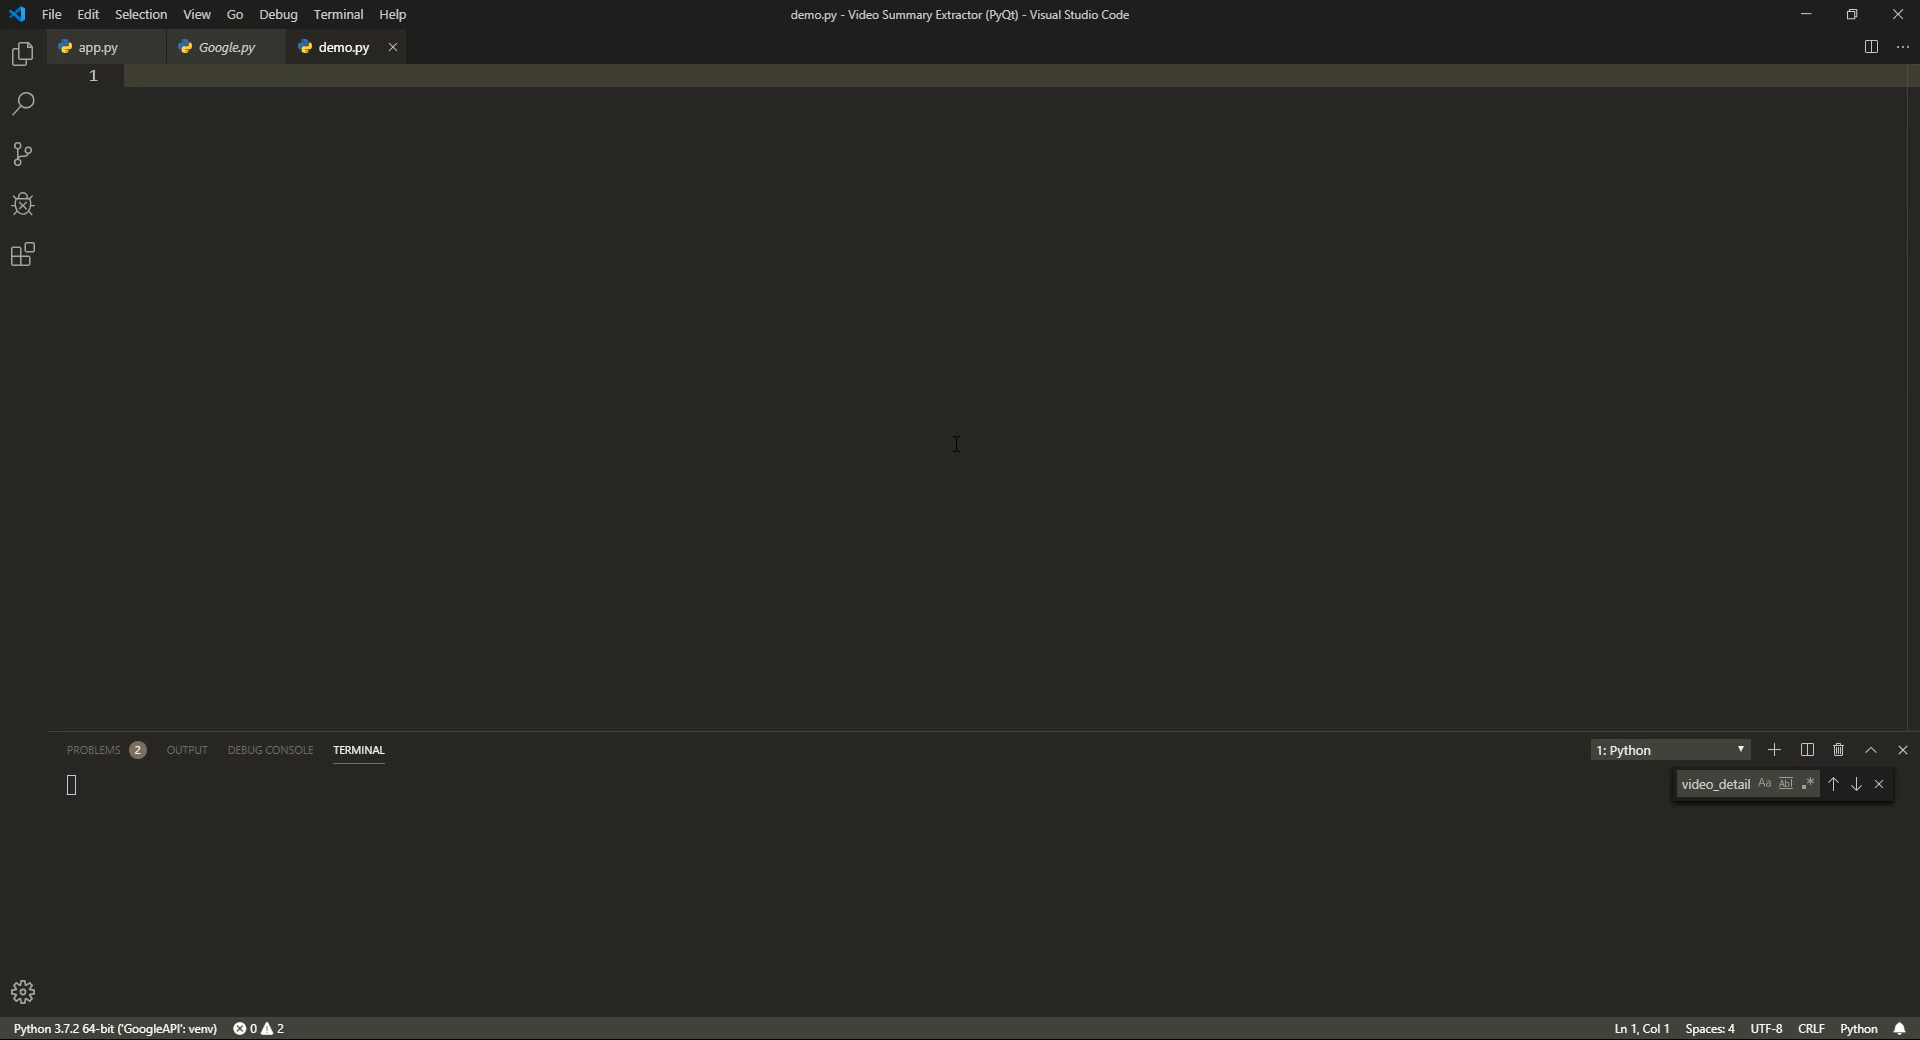 File Edit Selection View Go Debug Terminal Help demo.py - Video Summary Extractor (PyQt) - Visual Studio Code
app.py Google.py demo.py
1
PROBLEMS 2 OUTPUT DEBUG CONSOLE TERMINAL 1: Python
video_detail Aa Abl .*
Python 3.7.2 64-bit ('GoogleAPI': venv) 0 2 Ln 1, Col 1 Spaces: 4 UTF-8 CRLF Python